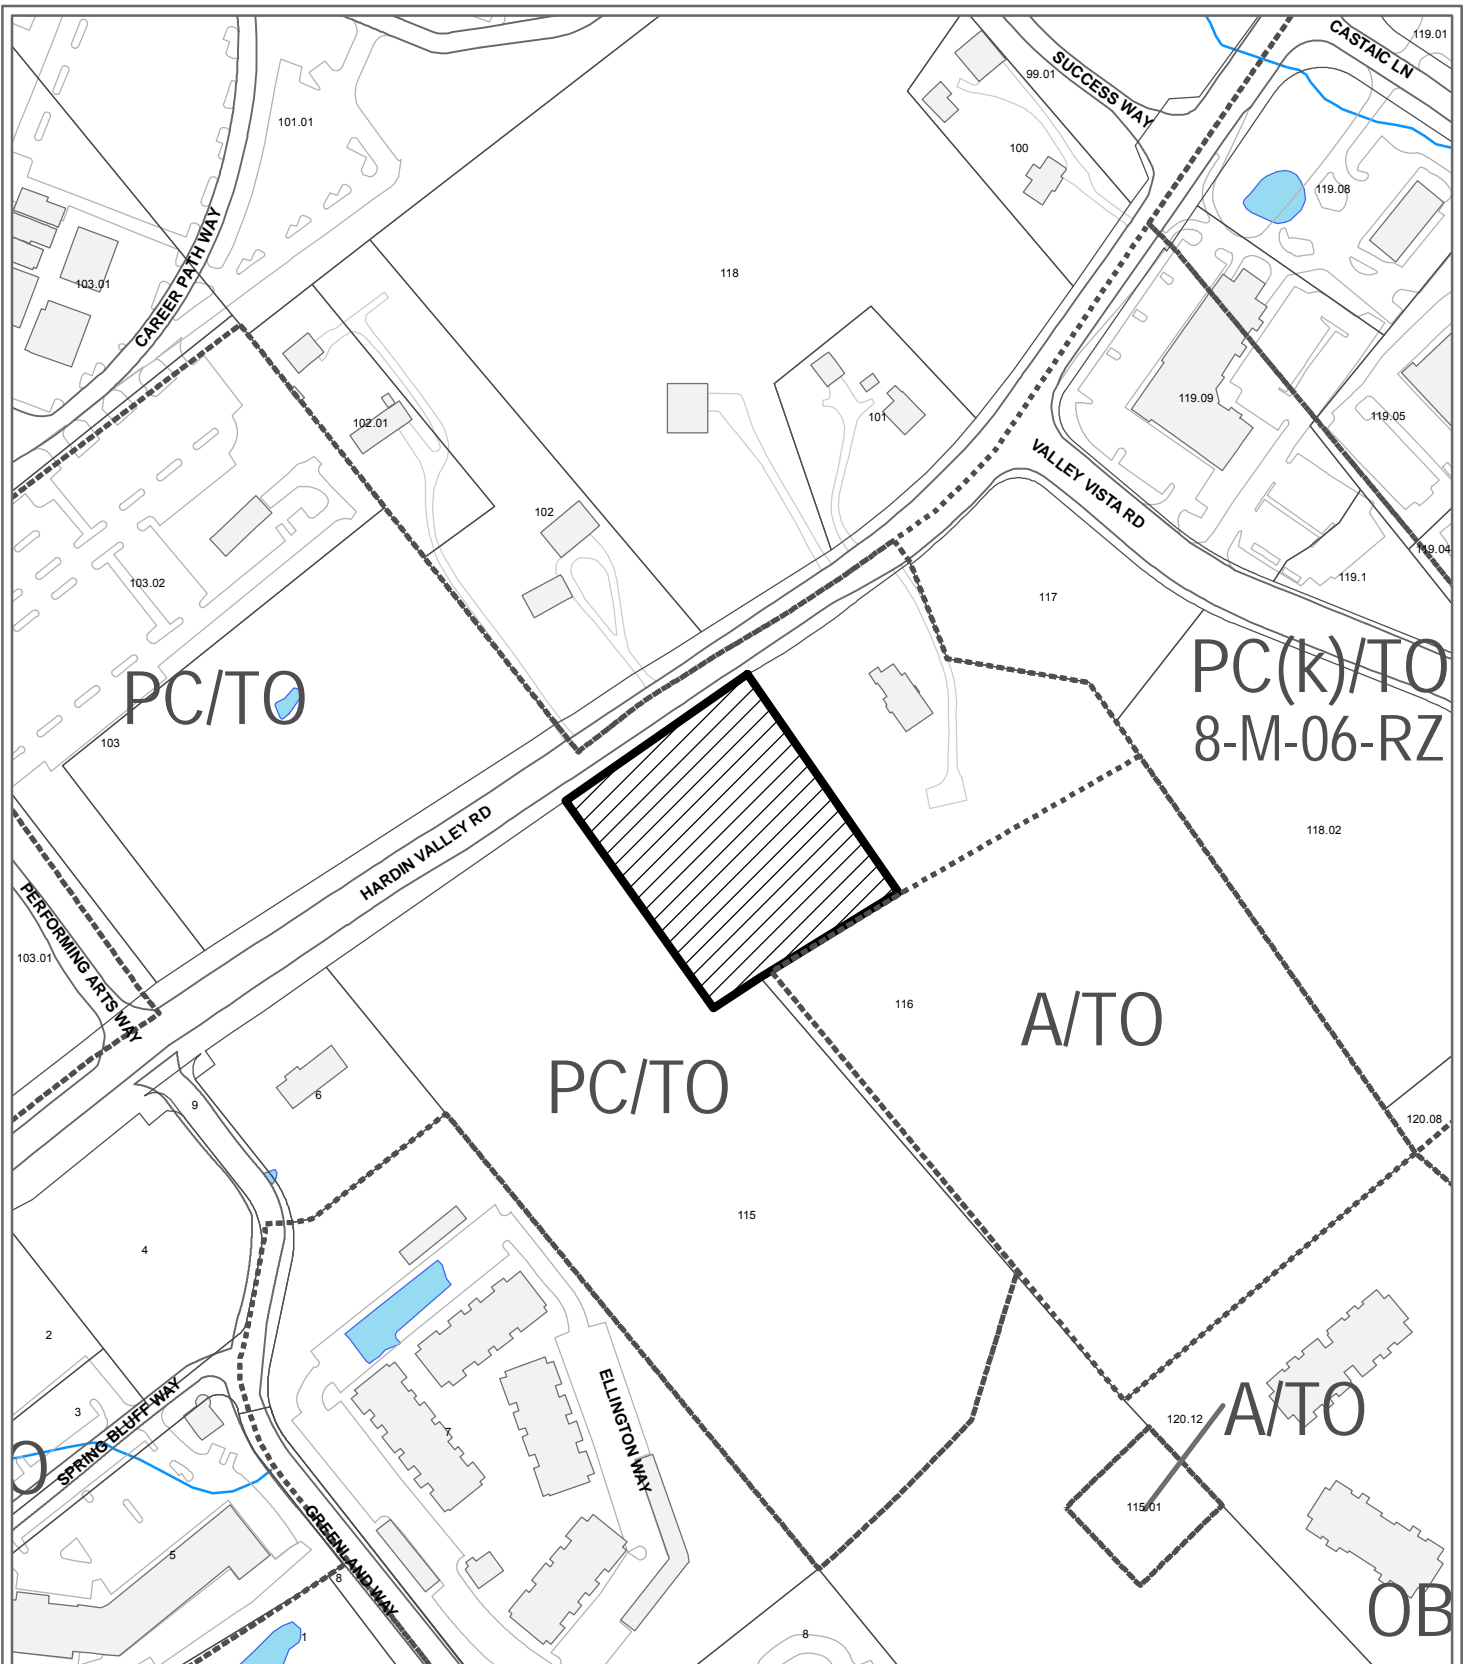 CASTAIC LN
119.01
SUCCESS WAY
99.01
101.01
100
119.08
CAREER PATH WAY
118
103.01
119.09
119.05
101
102.01
VALLEY VISTA RD
102
119.04
103.02
119.1
117
PC(k)/TO
8-M-06-RZ
PC/TO
103
118.02
HARDIN VALLEY RD
PERFORMING ARTS WAY
103.01
116
A/TO
PC/TO
9
6
120.08
115
4
2
3
SPRING BLUFF WAY
O
7
ELLINGTON WAY
120.12
A/TO
115.01
GREENLAND WAY
5
8
OB
1
8